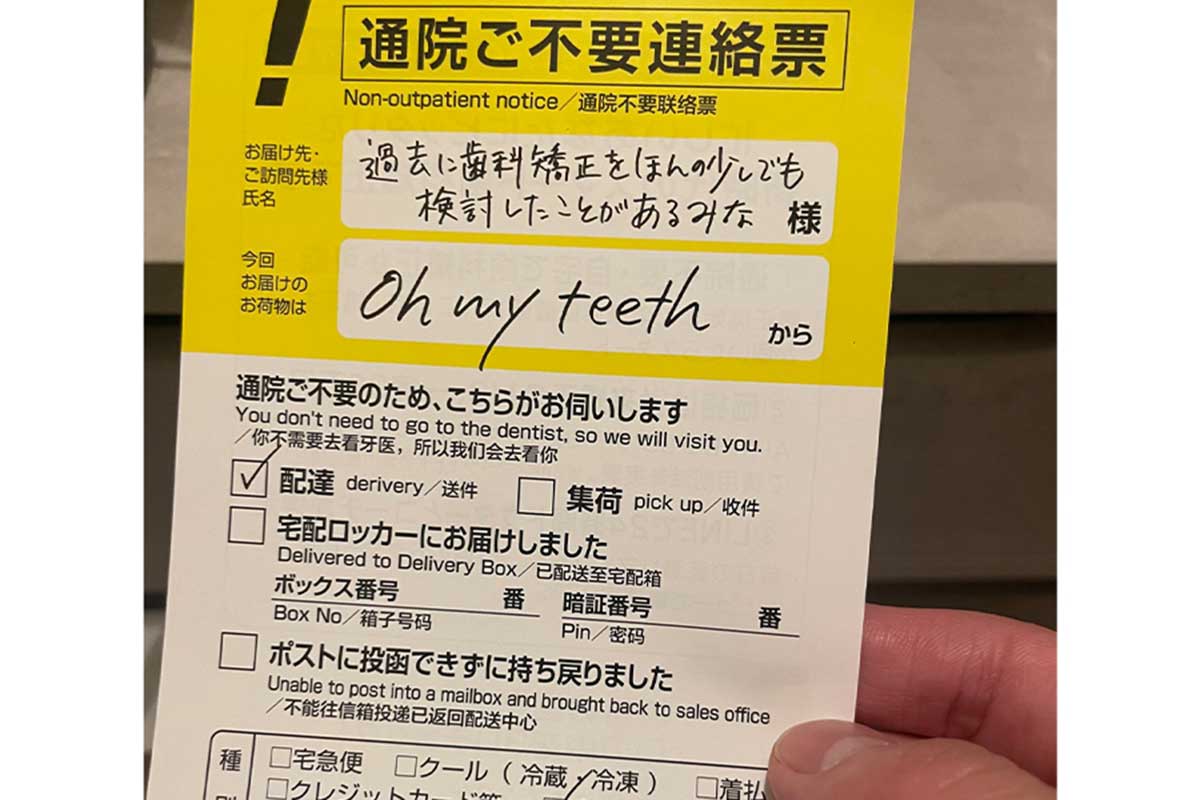 !
通院ご不要連絡票
Non-outpatient notice／通院不要联络票
お届け先・
ご訪問先様
氏名
過去に歯科矯正をほんの少しでも
検討したことがあるみな 様
今回
お届けの
お荷物は
Oh my teeth から
通院ご不要のため、こちらがお伺いします
You don't need to go to the dentist, so we will visit you.
／你不需要去看牙医，所以我们会去看你
配達 derivery／送件 集荷 pick up／收件
宅配ロッカーにお届けしました
Delivered to Delivery Box／已配送至宅配箱
ボックス番号 番 暗証番号 番
Box No／箱子号码 Pin／密码
ポストに投函できずに持ち戻りました
Unable to post into a mailbox and brought back to sales office
／不能往信箱投递已返回配送中心
種 宅急便 クール（冷蔵／冷凍） 着払
クレジットカード等